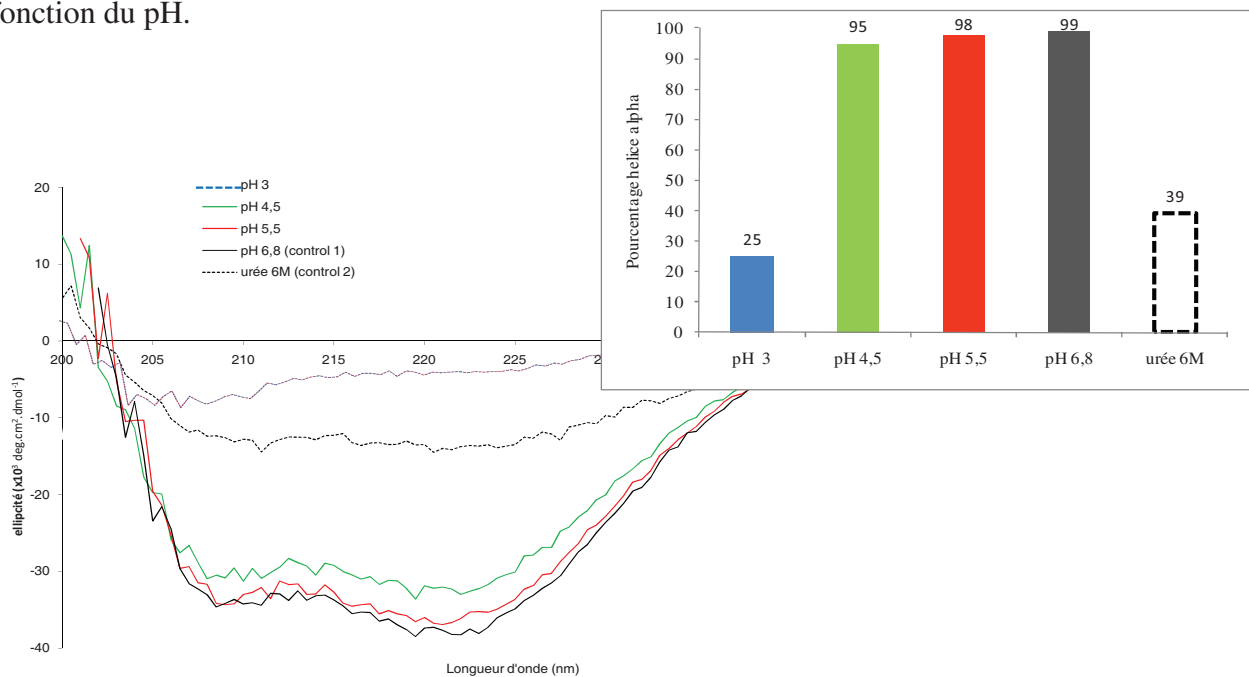 fonction du pH.
100
90
80
70
60
50
40
30
20
10
0
Pourcentage helice alpha
25
95
98
99
39
pH 3
pH 4,5
pH 5,5
pH 6,8
urée 6M
pH 3
pH 4,5
pH 5,5
pH 6,8 (control 1)
urée 6M (control 2)
20
10
0
-10
-20
-30
-40
ellipcité (x10³ deg.cm².dmol⁻¹)
200
205
210
215
220
225
Longueur d'onde (nm)